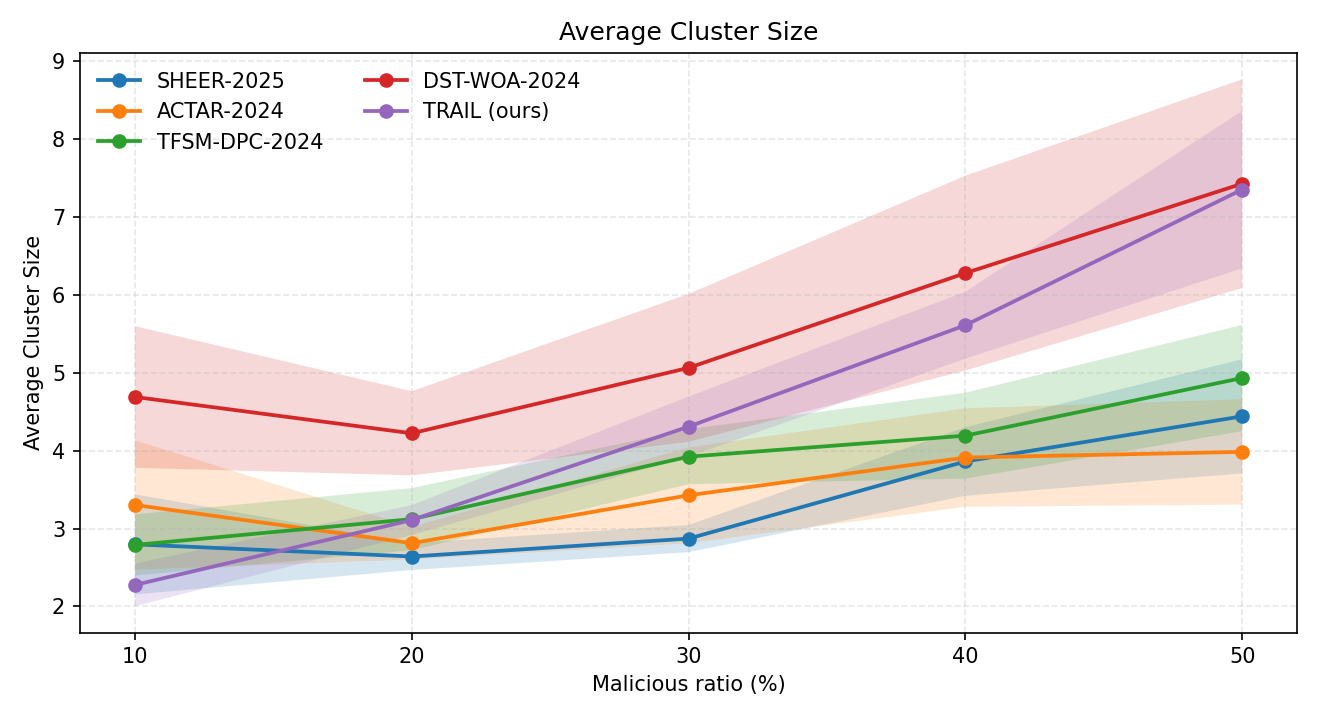 Average Cluster Size
SHEER-2025
ACTAR-2024
TFSM-DPC-2024
DST-WOA-2024
TRAIL (ours)
Average Cluster Size
9
8
7
6
5
4
3
2
10 20 30 40 50
Malicious ratio (%)